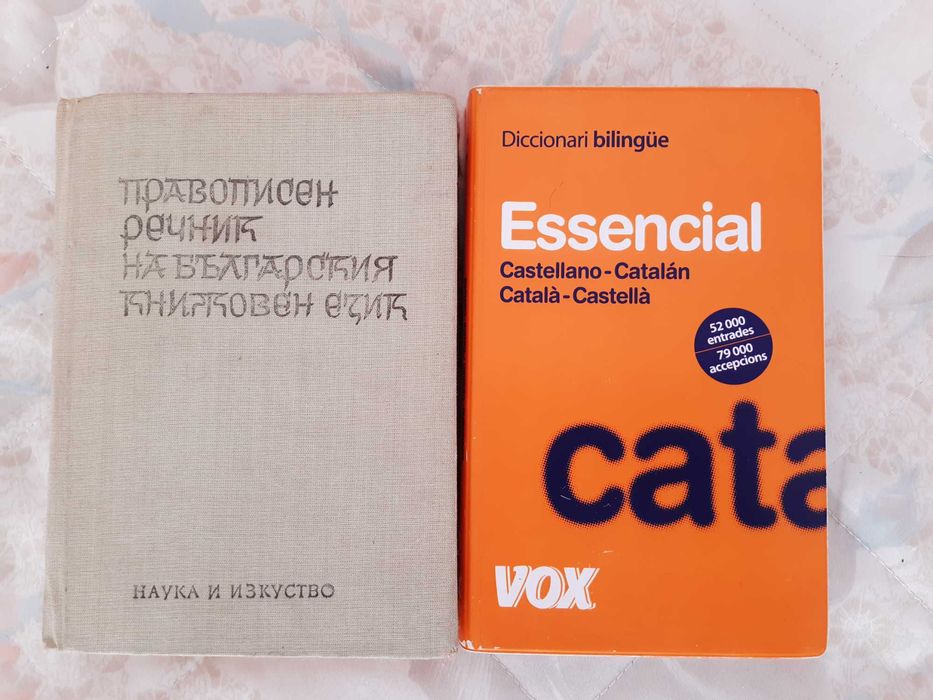 ПРАВОПИСЕН
РЕЧНИК
НА БЪЛГАРСКИЯ
КНИЖОВЕН ЕЗИК
НАУКА И ИЗКУСТВО
Diccionari bilingüe
Essencial
Castellano-Catalán
Català-Castellà
52 000
entrades
79 000
accepcions
cata
VOX